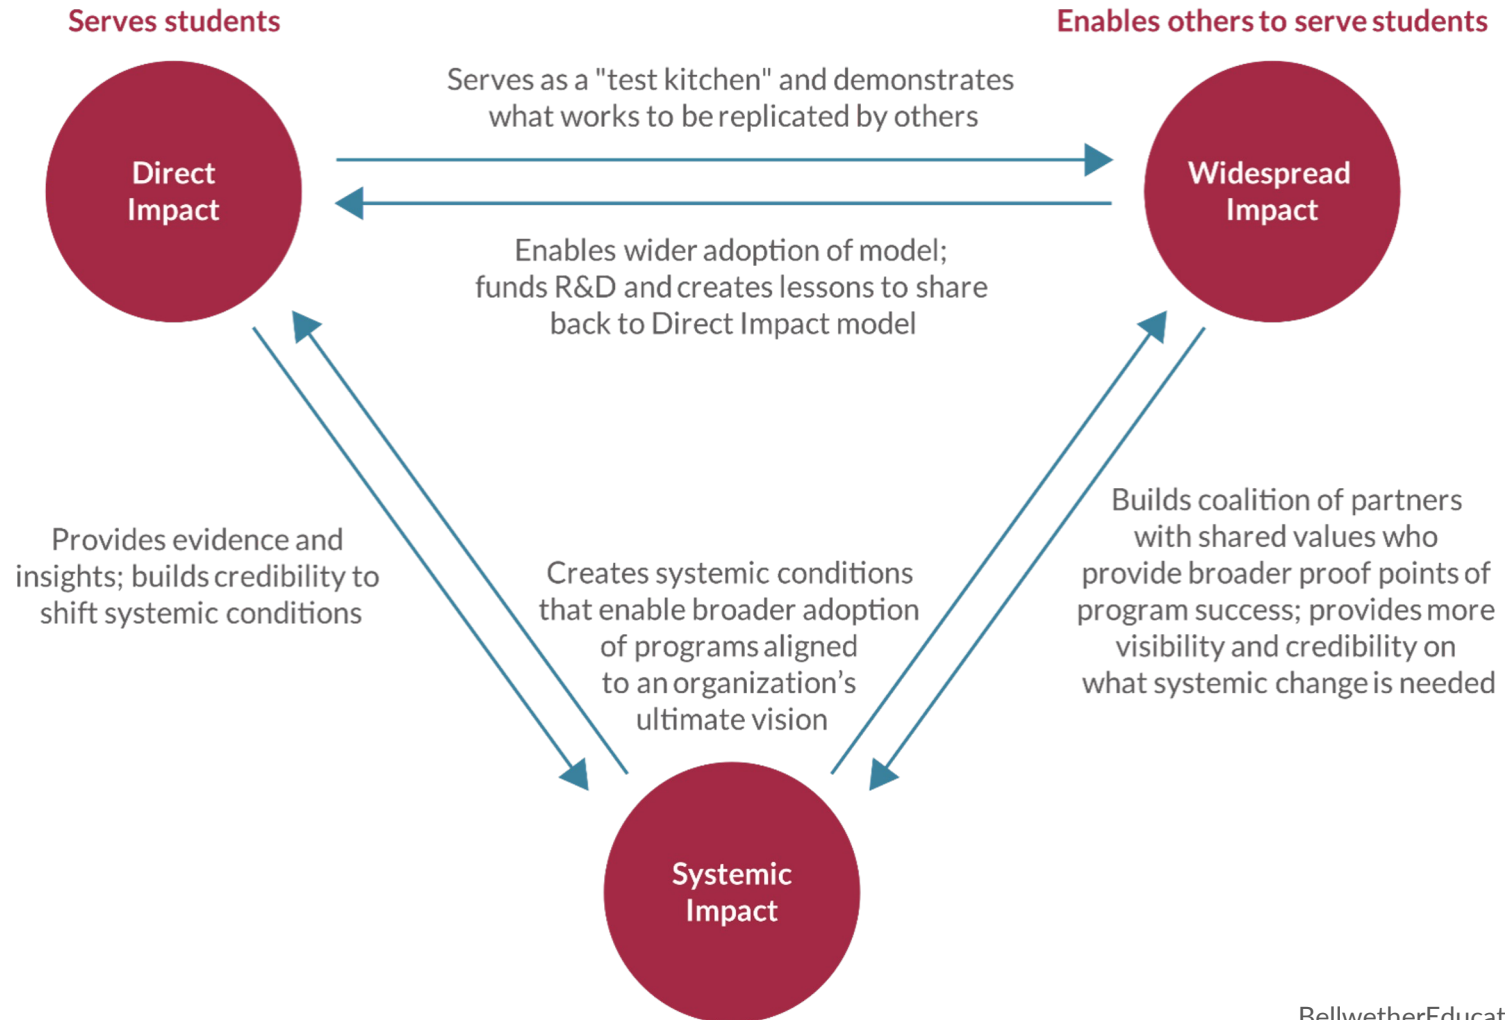 Serves students
Enables others to serve students
Serves as a "test kitchen" and demonstrates
what works to be replicated by others
Direct
Impact
Widespread
Impact
Enables wider adoption of model;
funds R&D and creates lessons to share
back to Direct Impact model
Provides evidence and
insights; builds credibility to
shift systemic conditions
Creates systemic conditions
that enable broader adoption
of programs aligned
to an organization’s
ultimate vision
Builds coalition of partners
with shared values who
provide broader proof points of
program success; provides more
visibility and credibility on
what systemic change is needed
Systemic
Impact
BellwetherEducat